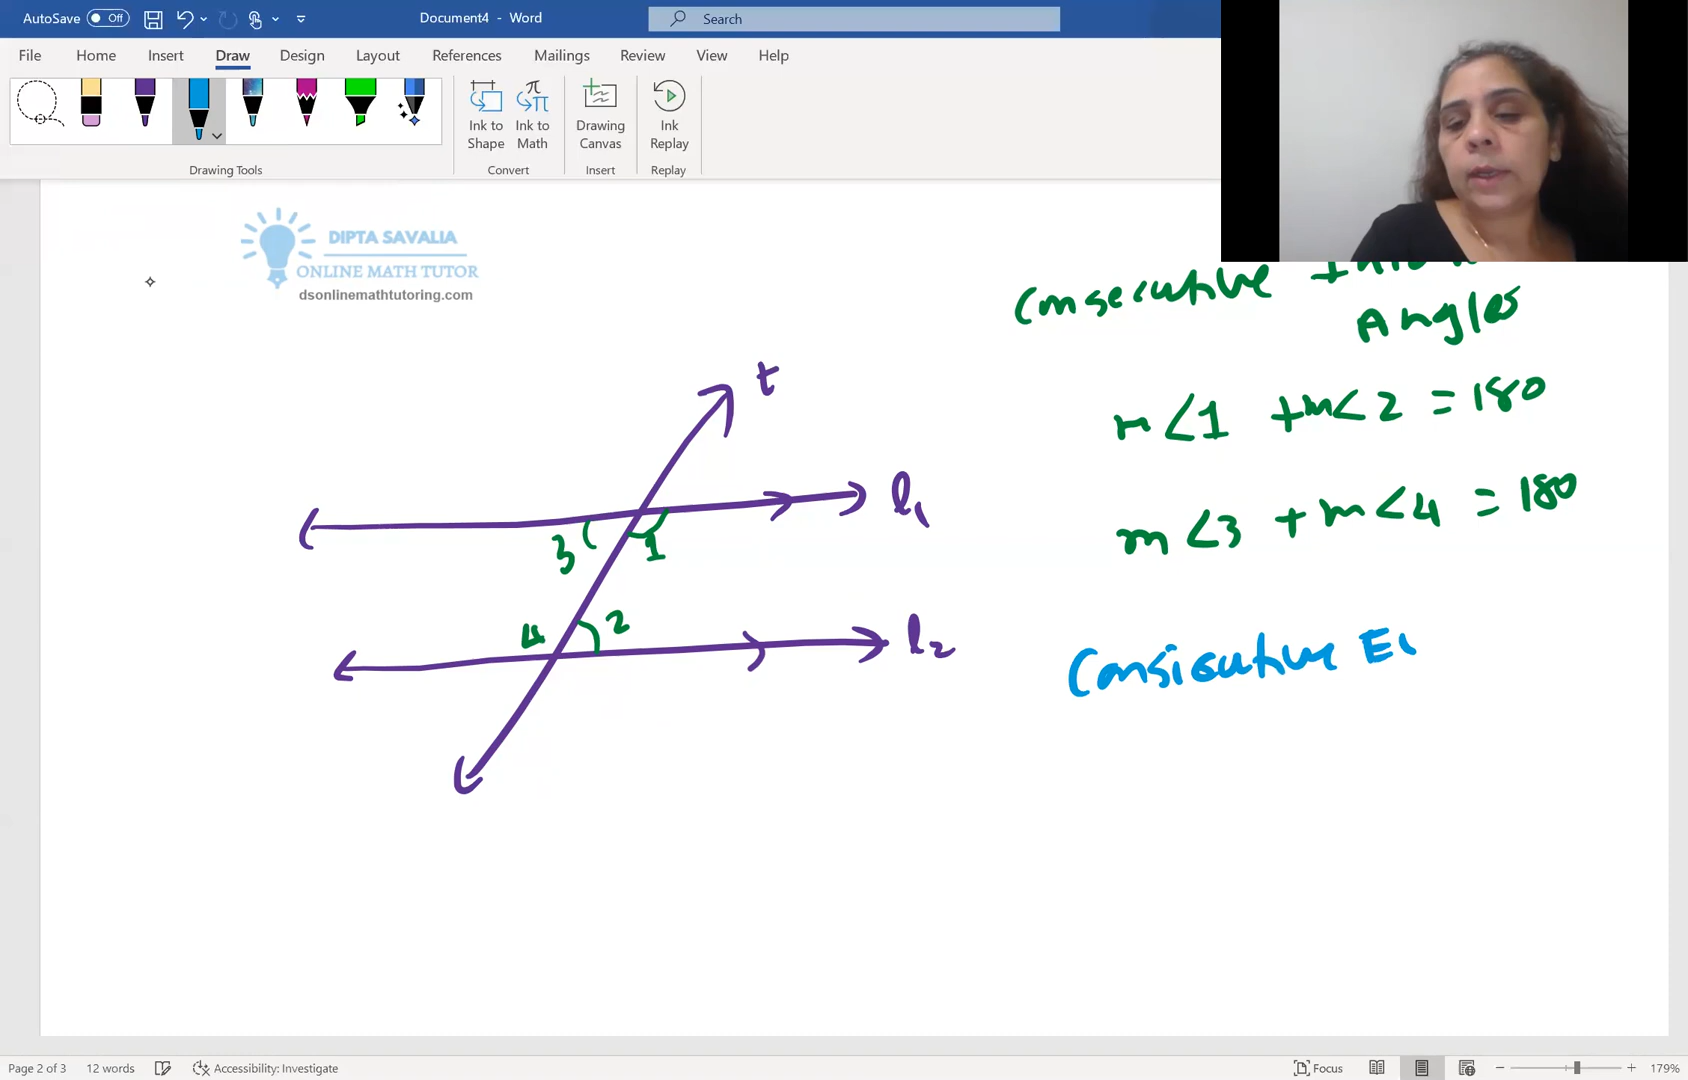 AutoSave Off Document4 - Word Search
File Home Insert Draw Design Layout References Mailings Review View Help
Ink to Shape Ink to Math Drawing Canvas Ink Replay
Drawing Tools Convert Insert Replay
DIPTA SAVALIA
ONLINE MATH TUTOR
dsonlinemathtutoring.com
Consecutive
Angles
m<1 +m<2 = 180
m<3 + m<4 = 180
t
l1
3 1
4 2
l2
Consicutive
Page 2 of 3 12 words Accessibility: Investigate Focus 179%